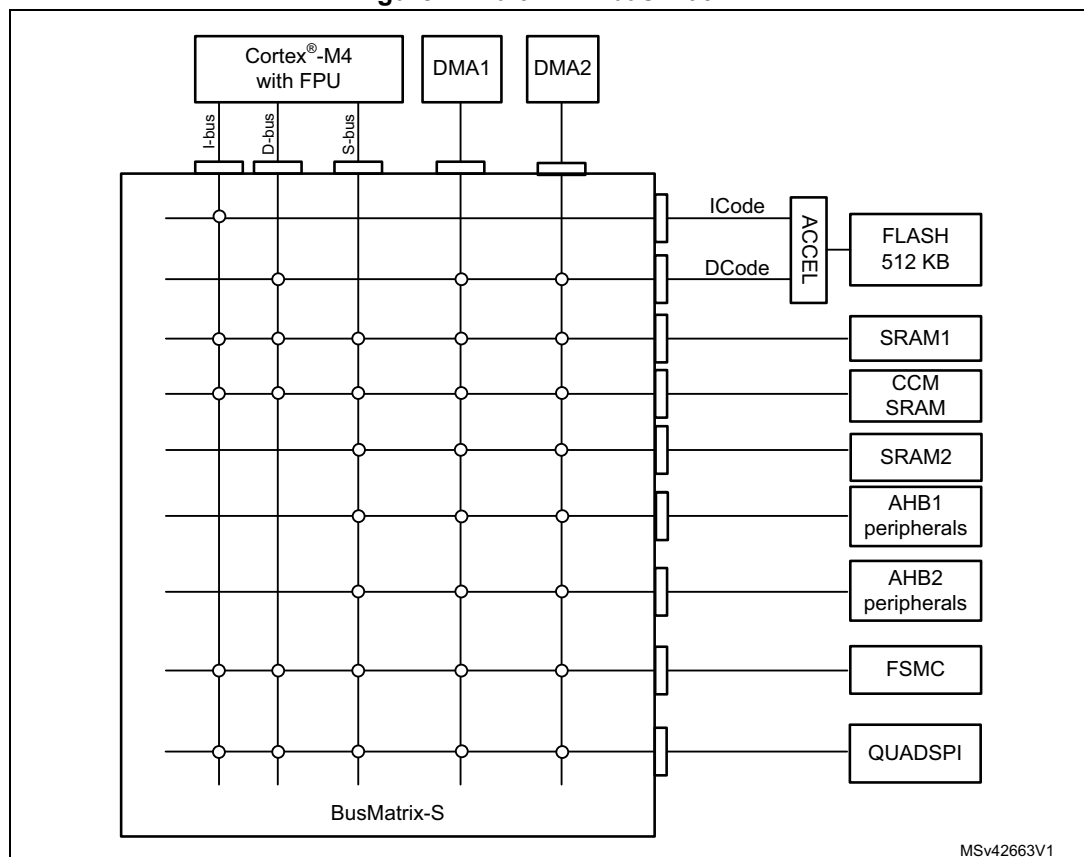 Cortex®-M4
with FPU
DMA1
DMA2
I-bus
D-bus
S-bus
ICode
DCode
ACCEL
FLASH
512 KB
SRAM1
CCM
SRAM
SRAM2
AHB1
peripherals
AHB2
peripherals
FSMC
QUADSPI
BusMatrix-S
MSv42663V1